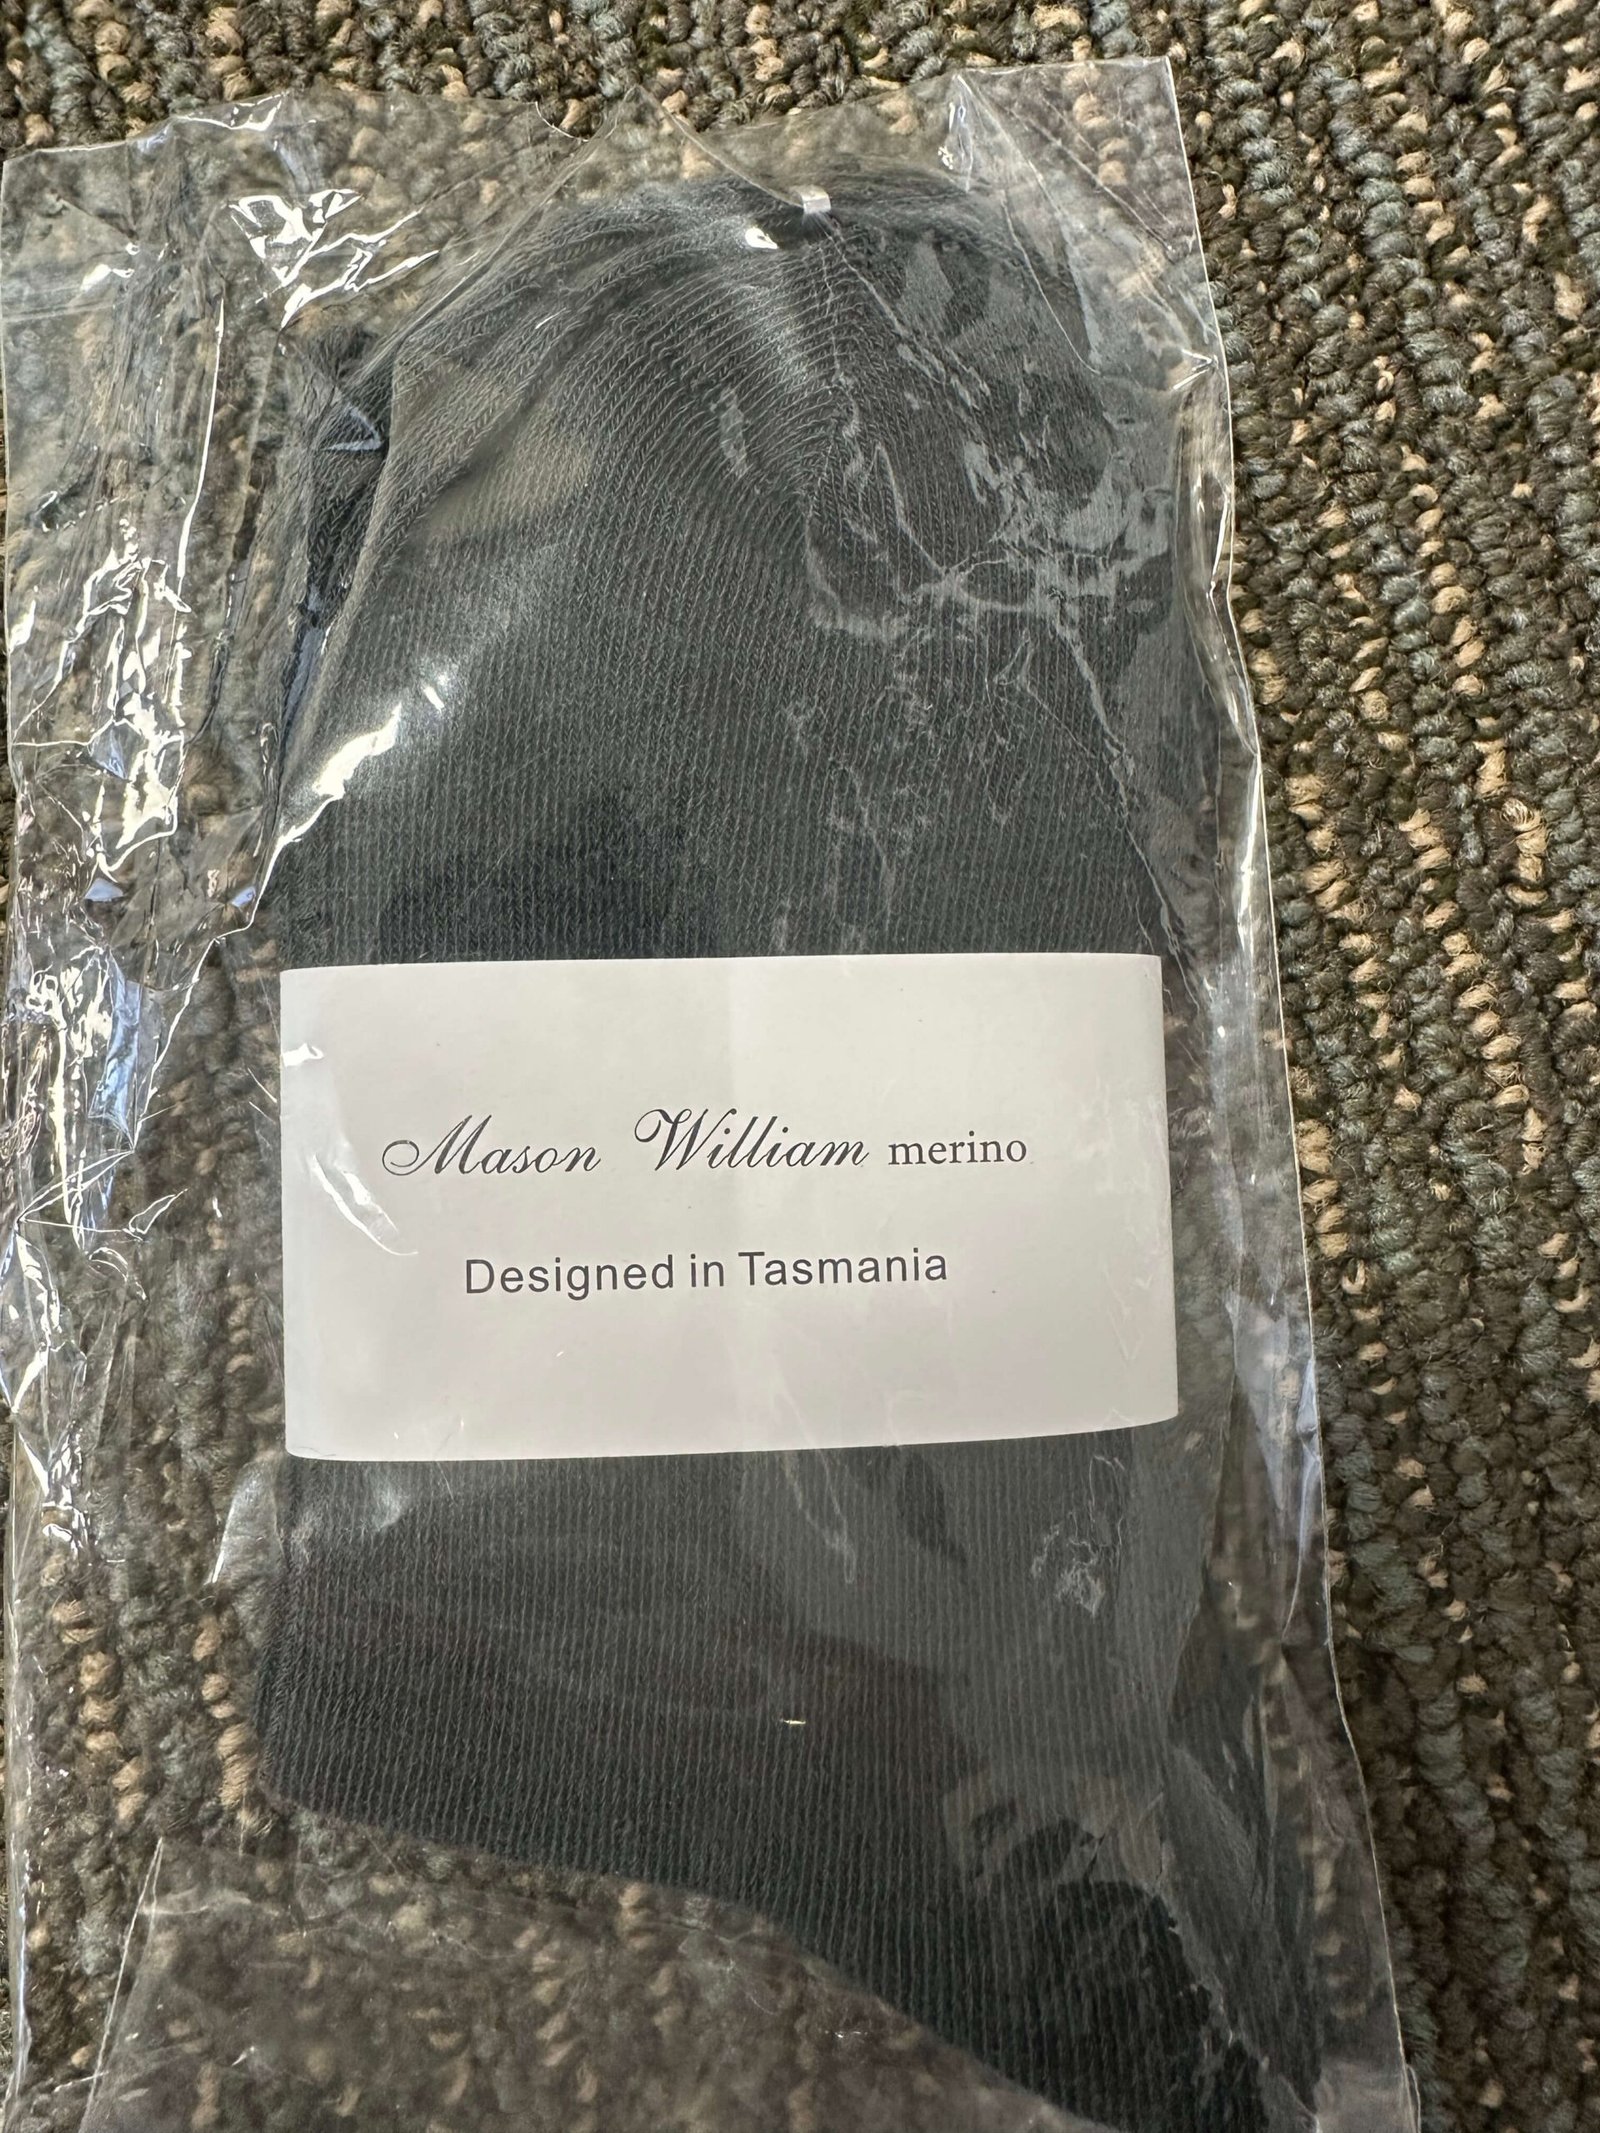 Mason William merino
Designed in Tasmania